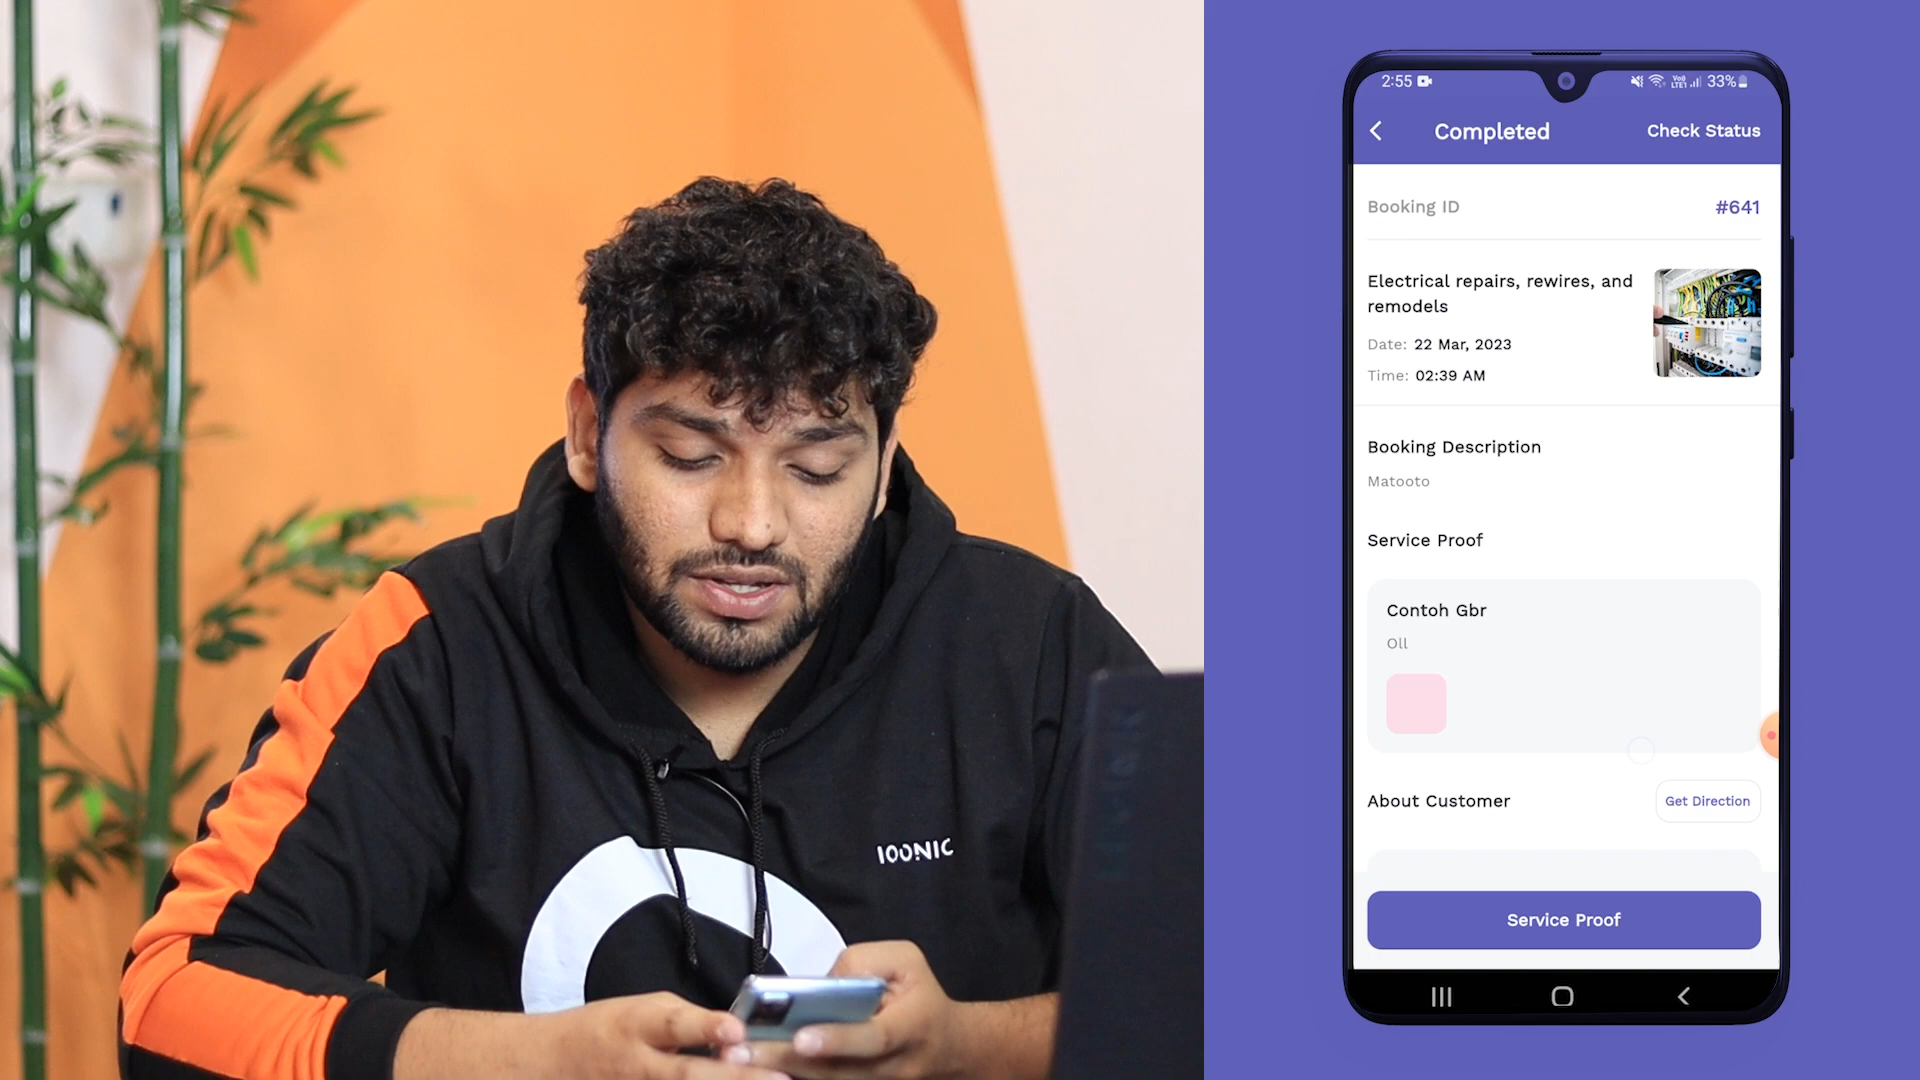 IQONIC
2:55
33%
Completed
Check Status
Booking ID
#641
Electrical repairs, rewires, and
remodels
Date: 22 Mar, 2023
Time: 02:39 AM
Booking Description
Matooto
Service Proof
Contoh Gbr
Oll
About Customer
Get Direction
Service Proof